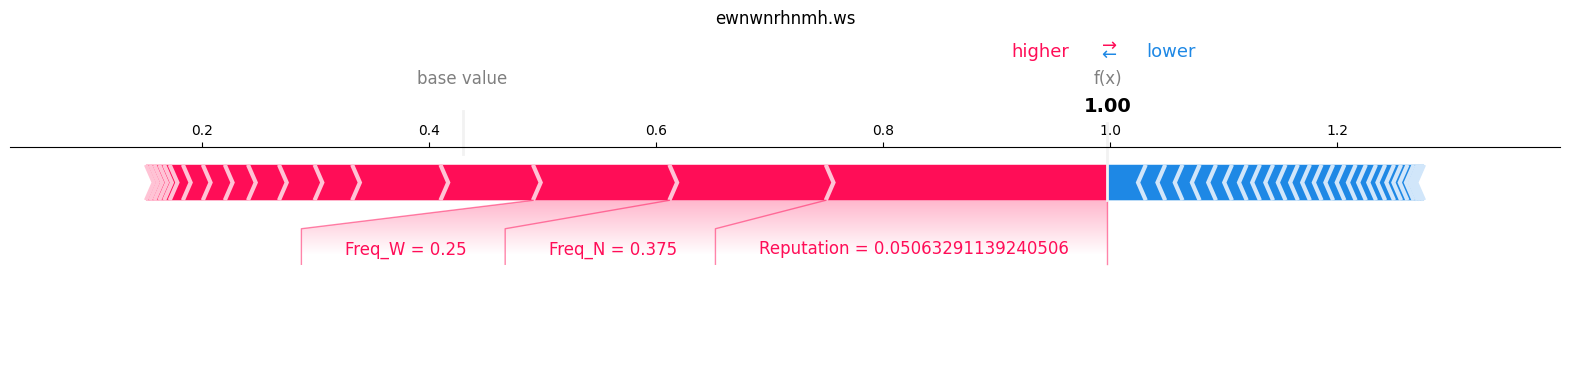 ewnwnrhnmh.ws
higher ⇄ lower
base value f(x)
1.00
0.2 0.4 0.6 0.8 1.0 1.2
Freq_W = 0.25 Freq_N = 0.375 Reputation = 0.05063291139240506